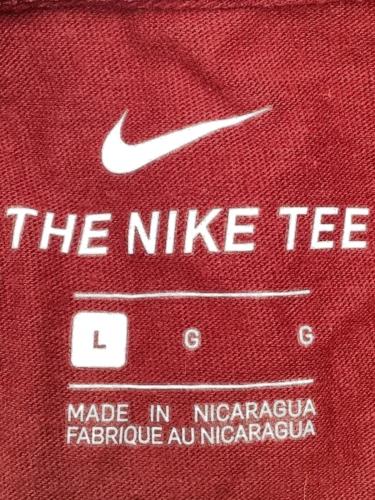 THE NIKE TEE
L G G
MADE IN NICARAGUA
FABRIQUE AU NICARAGUA